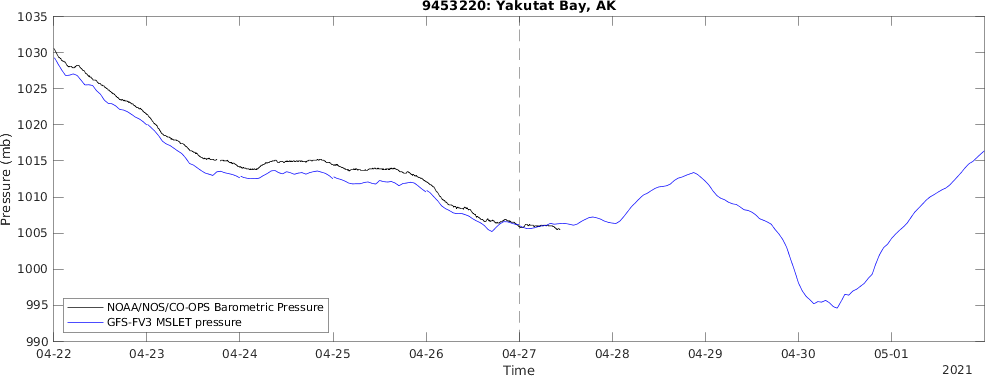 9453220: Yakutat Bay, AK
Pressure (mb)
1035
1030
1025
1020
1015
1010
1005
1000
995
990
NOAA/NOS/CO-OPS Barometric Pressure
GFS-FV3 MSLET pressure
04-22 04-23 04-24 04-25 04-26 04-27 04-28 04-29 04-30 05-01
Time
2021